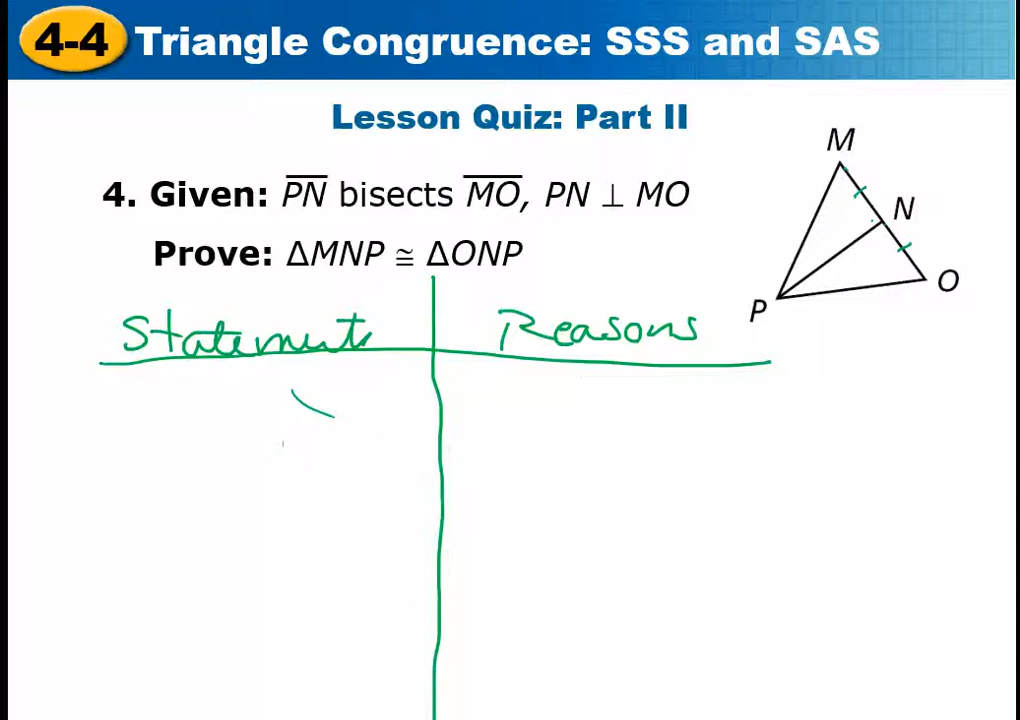 4-4 Triangle Congruence: SSS and SAS
Lesson Quiz: Part II
4. Given: PN bisects MO, PN ⊥ MO
Prove: ΔMNP ≅ ΔONP
M
N
O
P
Statements Reasons